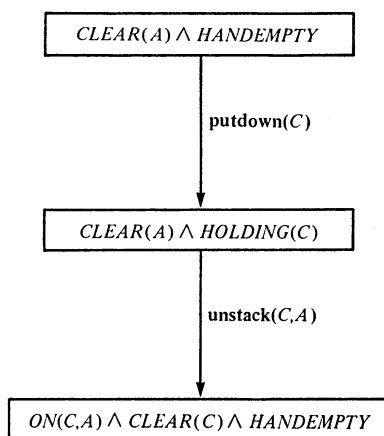 CLEAR(A) ∧ HANDEMPTY
putdown(C)
CLEAR(A) ∧ HOLDING(C)
unstack(C,A)
ON(C,A) ∧ CLEAR(C) ∧ HANDEMPTY